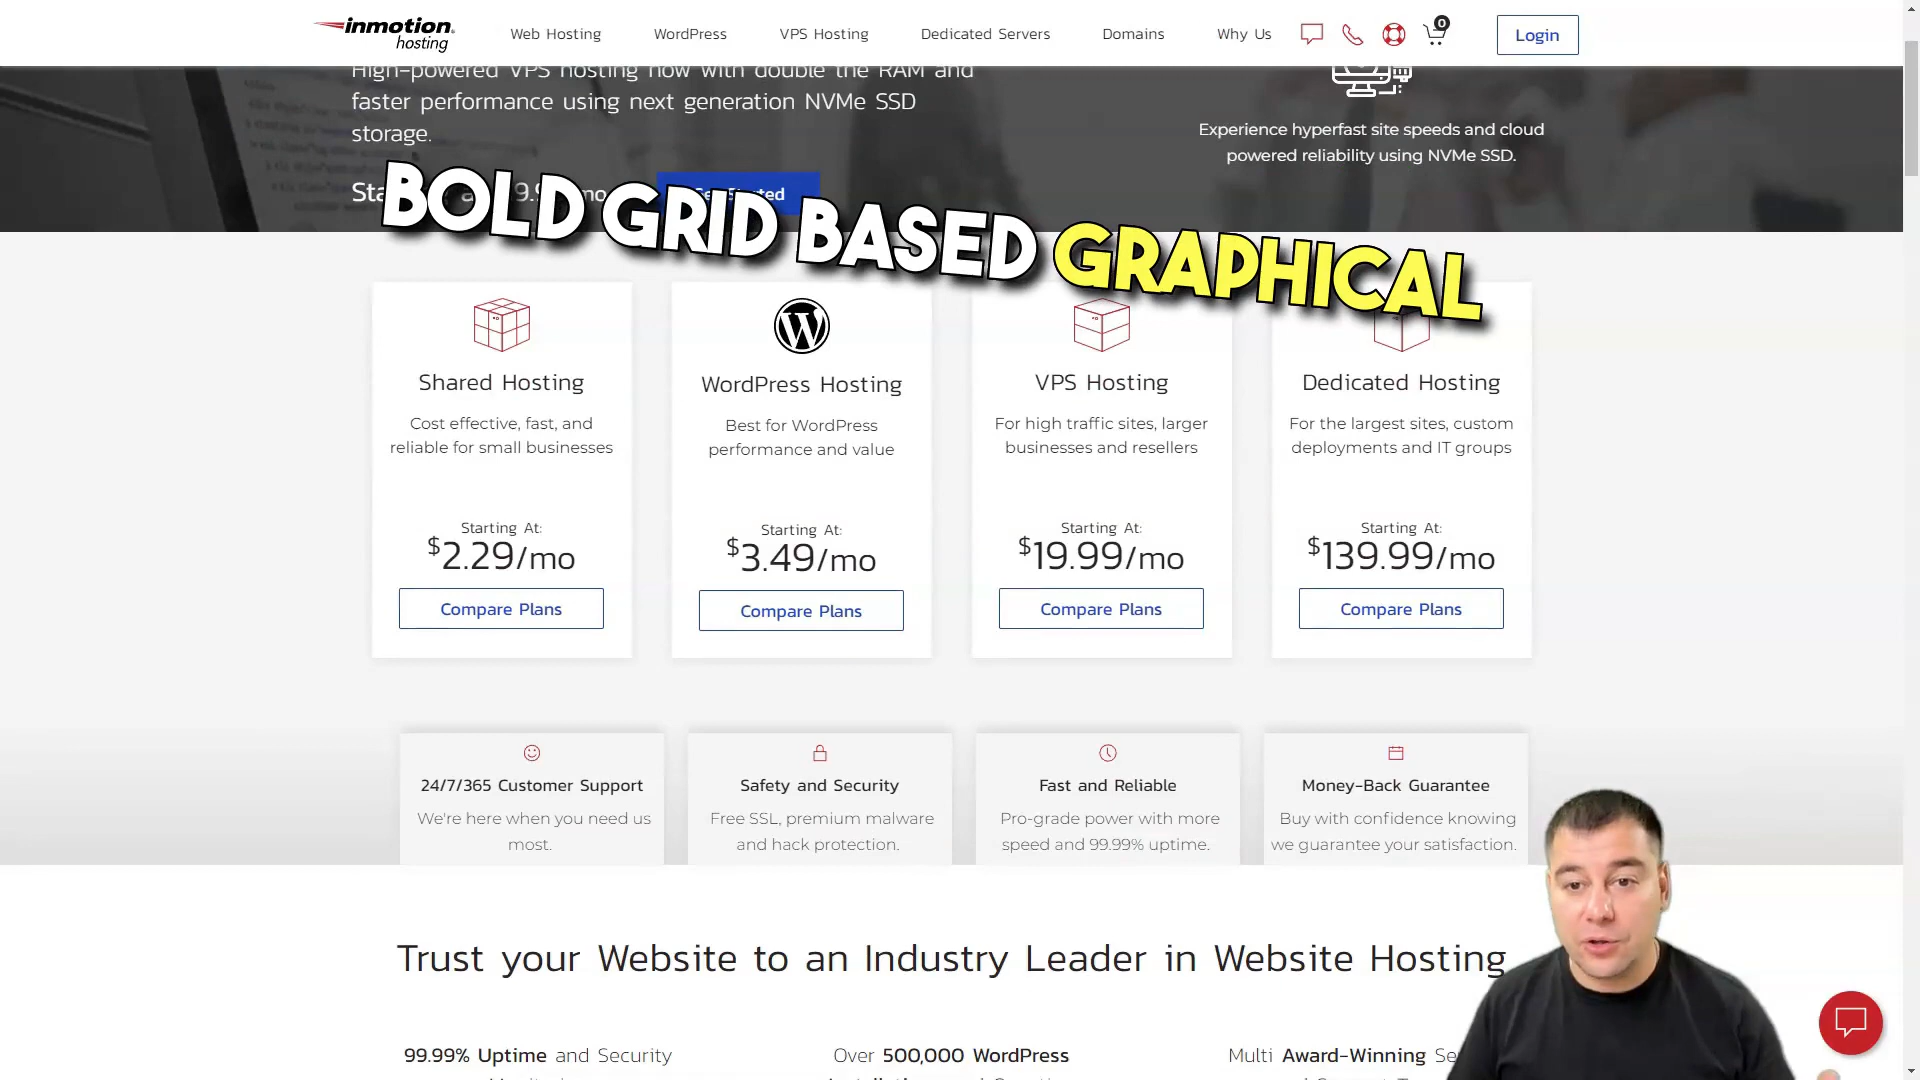 inmotion hosting
Web Hosting
WordPress
VPS Hosting
Dedicated Servers
Domains
Why Us
0
Login
High-powered VPS hosting now with double the RAM and
faster performance using next generation NVMe SSD
storage.
Experience hyperfast site speeds and cloud
powered reliability using NVMe SSD.
BOLD GRID BASED GRAPHICAL
Shared Hosting
Cost effective, fast, and
reliable for small businesses
Starting At:
$2.29/mo
Compare Plans
WordPress Hosting
Best for WordPress
performance and value
Starting At:
$3.49/mo
Compare Plans
VPS Hosting
For high traffic sites, larger
businesses and resellers
Starting At:
$19.99/mo
Compare Plans
Dedicated Hosting
For the largest sites, custom
deployments and IT groups
Starting At:
$139.99/mo
Compare Plans
24/7/365 Customer Support
We're here when you need us
most.
Safety and Security
Free SSL, premium malware
and hack protection.
Fast and Reliable
Pro-grade power with more
speed and 99.99% uptime.
Money-Back Guarantee
Buy with confidence knowing
we guarantee your satisfaction.
Trust your Website to an Industry Leader in Website Hosting
99.99% Uptime and Security
Over 500,000 WordPress
Multi Award-Winning